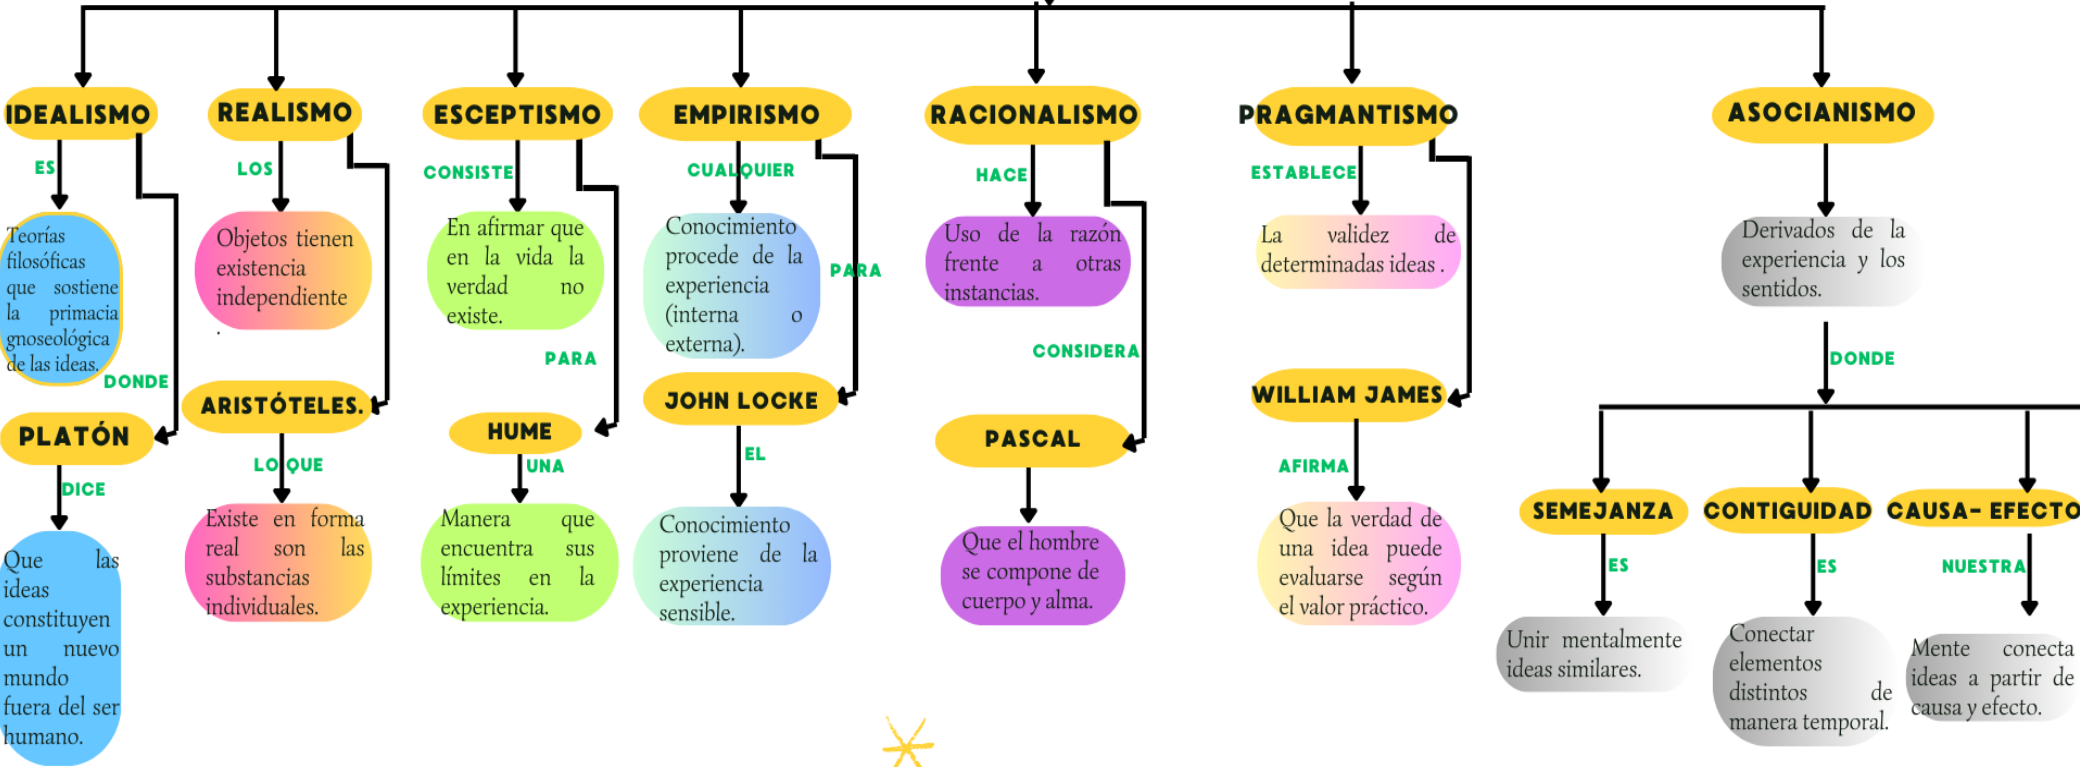 IDEALISMO
ES
Teorías
filosóficas
que sostiene
la primacia
gnoseológica
de las ideas.
DONDE
PLATÓN
DICE
Que las
ideas
constituyen
un nuevo
mundo
fuera del ser
humano.
REALISMO
LOS
Objetos tienen
existencia
independiente
.
ARISTÓTELES.
LO QUE
Existe en forma
real son las
substancias
individuales.
ESCEPTISMO
CONSISTE
En afirmar que
en la vida la
verdad no
existe.
PARA
HUME
UNA
Manera que
encuentra sus
límites en la
experiencia.
EMPIRISMO
CUALQUIER
Conocimiento
procede de la
experiencia
(interna o
externa).
PARA
JOHN LOCKE
EL
Conocimiento
proviene de la
experiencia
sensible.
RACIONALISMO
HACE
Uso de la razón
frente a otras
instancias.
CONSIDERA
PASCAL
Que el hombre
se compone de
cuerpo y alma.
PRAGMANTISMO
ESTABLECE
La validez de
determinadas ideas .
WILLIAM JAMES
AFIRMA
Que la verdad de
una idea puede
evaluarse según
el valor práctico.
ASOCIANISMO
Derivados de la
experiencia y los
sentidos.
DONDE
SEMEJANZA
ES
Unir mentalmente
ideas similares.
CONTIGUIDAD
ES
Conectar
elementos
distintos de
manera temporal.
CAUSA- EFECTO
NUESTRA
Mente conecta
ideas a partir de
causa y efecto.